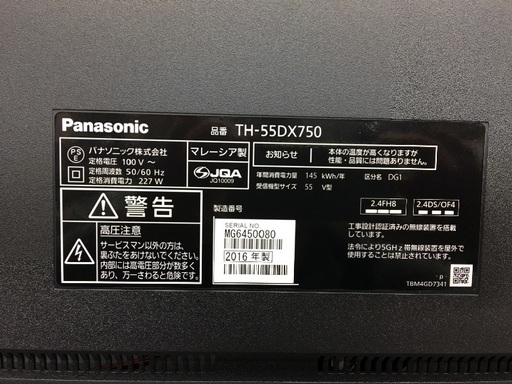 Panasonic
品番 TH-55DX750
PS
E
パナソニック株式会社
定格電圧 100 V～
定格周波数 50/60 Hz
定格消費電力 227 W
マレーシア製
JQA
JQ10009
お知らせ
本体の温度が高くなりますが
性能・品質には問題ありません。
年間消費電力量 145 kWh/年 区分名 DG1
受信機型サイズ 55 V型
警告
高圧注意
サービスマン以外の方は、
裏ぶたをあけないでください。
内部には高電圧部分が数多く
あり、万一さわると危険です。
製造番号
SERIAL NO.
MG6450080
2016 年製
2.4FH8
2.4DS/OF4
工事設計認証済みの無線装置を搭載
しています。
法令により5GHz帯無線装置を屋外で
使用することは禁止されています。
- p -
TBM4GD7341